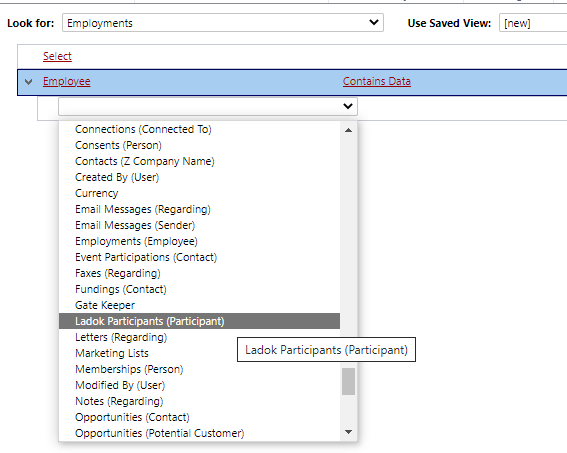 Look for: Employments Use Saved View: [new]
Select
Employee Contains Data
Connections (Connected To)
Consents (Person)
Contacts (Z Company Name)
Created By (User)
Currency
Email Messages (Regarding)
Email Messages (Sender)
Employments (Employee)
Event Participations (Contact)
Faxes (Regarding)
Fundings (Contact)
Gate Keeper
Ladok Participants (Participant)
Letters (Regarding)
Ladok Participants (Participant)
Marketing Lists
Memberships (Person)
Modified By (User)
Notes (Regarding)
Opportunities (Contact)
Opportunities (Potential Customer)